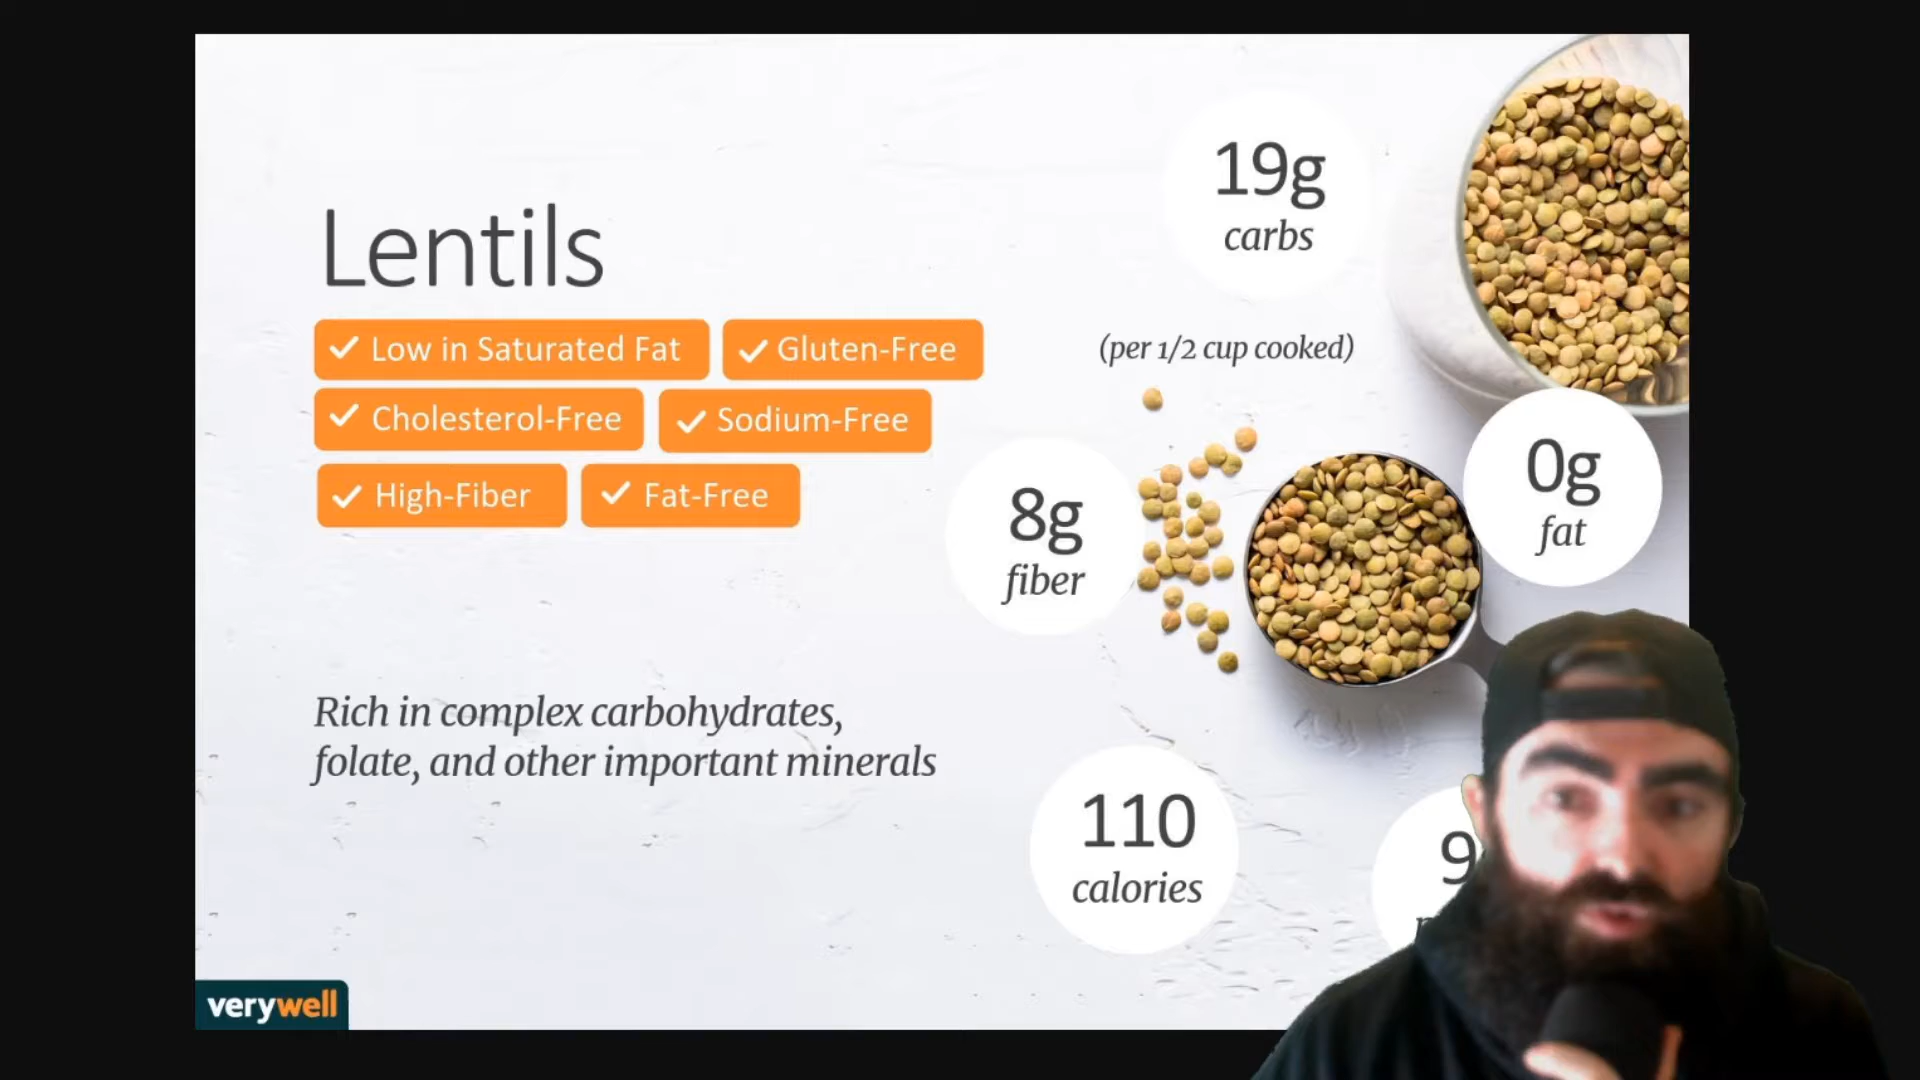 Lentils
✓ Low in Saturated Fat
✓ Gluten-Free
✓ Cholesterol-Free
✓ Sodium-Free
✓ High-Fiber
✓ Fat-Free
Rich in complex carbohydrates,
folate, and other important minerals
19g
carbs
(per 1/2 cup cooked)
8g
fiber
0g
fat
110
calories
9
verywell